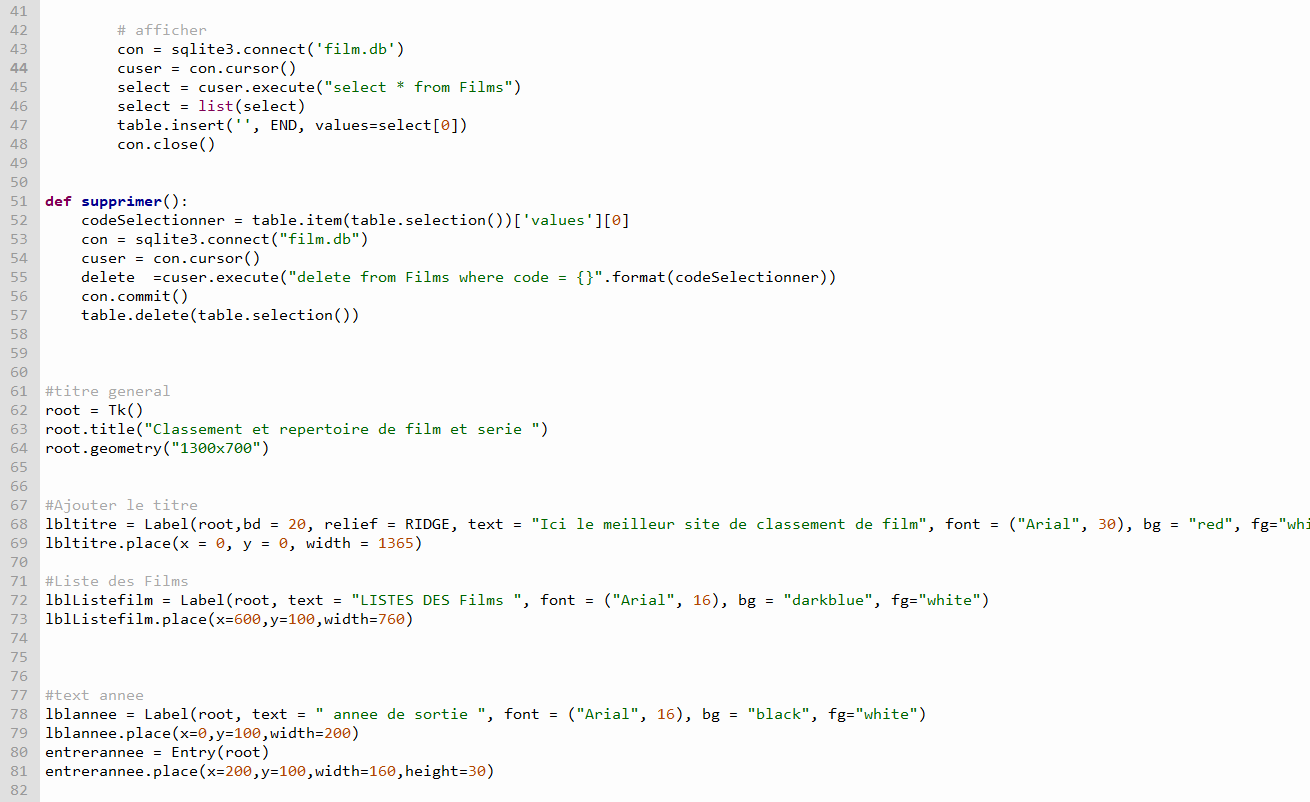 41
42         # afficher
43         con = sqlite3.connect('film.db')
44         cuser = con.cursor()
45         select = cuser.execute("select * from Films")
46         select = list(select)
47         table.insert('', END, values=select[0])
48         con.close()
49
50
51 def supprimer():
52     codeSelectionner = table.item(table.selection())['values'][0]
53     con = sqlite3.connect("film.db")
54     cuser = con.cursor()
55     delete  =cuser.execute("delete from Films where code = {}".format(codeSelectionner))
56     con.commit()
57     table.delete(table.selection())
58
59
60
61 #titre general
62 root = Tk()
63 root.title("Classement et repertoire de film et serie ")
64 root.geometry("1300x700")
65
66
67 #Ajouter le titre
68 lbltitre = Label(root,bd = 20, relief = RIDGE, text = "Ici le meilleur site de classement de film", font = ("Arial", 30), bg = "red", fg="whi
69 lbltitre.place(x = 0, y = 0, width = 1365)
70
71 #Liste des Films
72 lblListefilm = Label(root, text = "LISTES DES Films ", font = ("Arial", 16), bg = "darkblue", fg="white")
73 lblListefilm.place(x=600,y=100,width=760)
74
75
76
77 #text annee
78 lblannee = Label(root, text = " annee de sortie ", font = ("Arial", 16), bg = "black", fg="white")
79 lblannee.place(x=0,y=100,width=200)
80 entrerannee = Entry(root)
81 entrerannee.place(x=200,y=100,width=160,height=30)
82